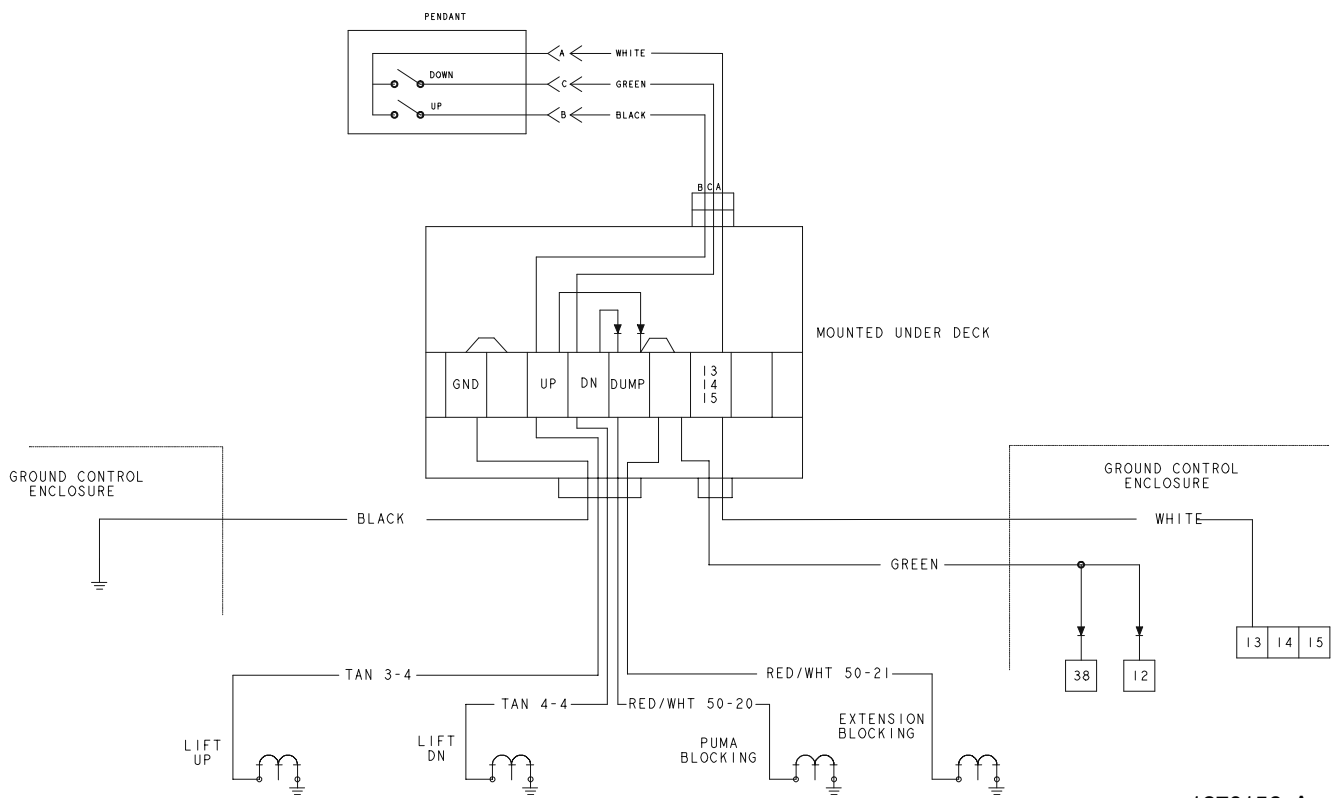 PENDANT
A WHITE
DOWN
C GREEN
UP
B BLACK
B C A
MOUNTED UNDER DECK
GND UP DN DUMP 13
14
15
GROUND CONTROL
ENCLOSURE
GROUND CONTROL
ENCLOSURE
BLACK
WHITE
GREEN
13 14 15
TAN 3-4
RED/WHT 50-21
38 12
TAN 4-4
RED/WHT 50-20
LIFT
UP
LIFT
DN
PUMA
BLOCKING
EXTENSION
BLOCKING